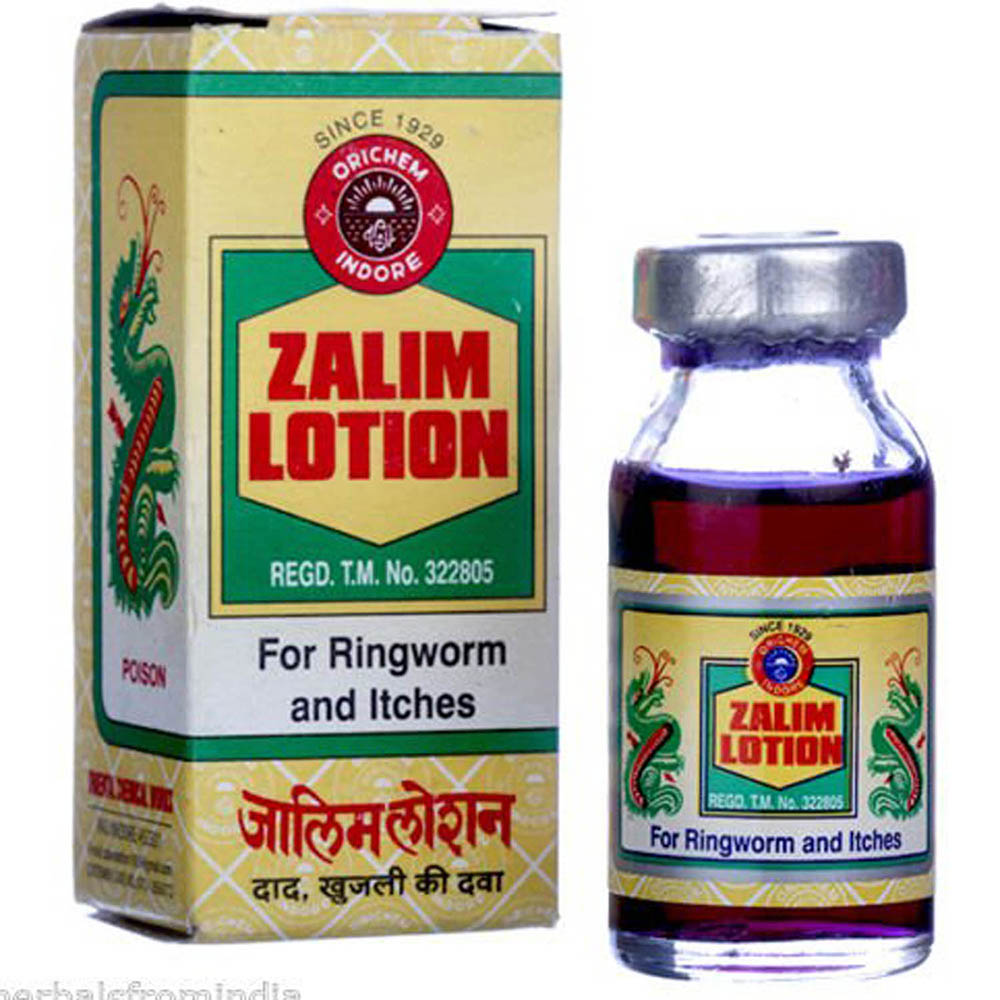 SINCE 1929
ORICHEM
INDORE
ZALIM
LOTION
REGD. T.M. No. 322805
For Ringworm
and Itches
जालिम लोशन
दाद, खुजली की दवा
POISON
SINCE 1929
ORICHEM
INDORE
ZALIM
LOTION
REGD. T.M. No. 322805
For Ringworm and Itches
herbalsfromindia